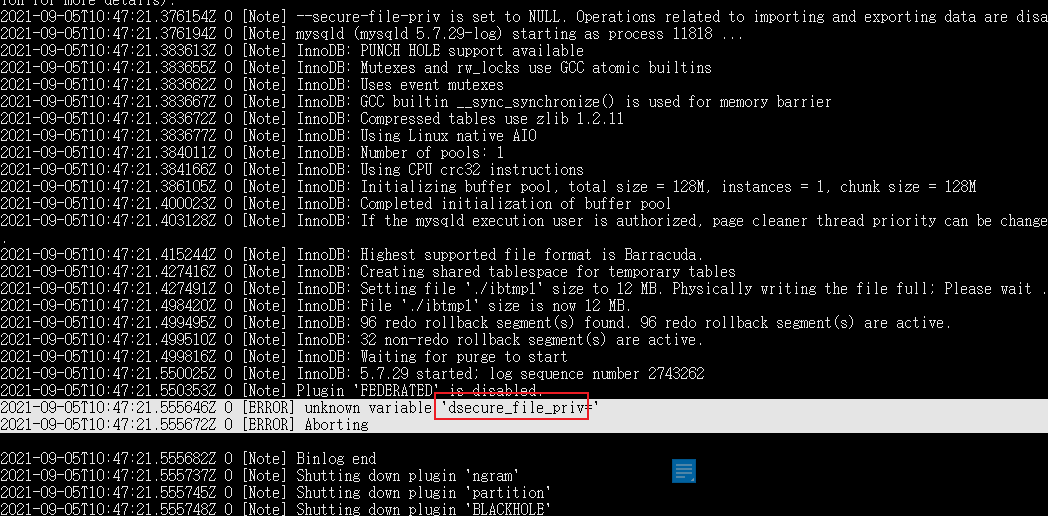 ion for more details).
2021-09-05T10:47:21.376154Z 0 [Note] --secure-file-priv is set to NULL. Operations related to importing and exporting data are disa
2021-09-05T10:47:21.376194Z 0 [Note] mysqld (mysqld 5.7.29-log) starting as process 11818 ...
2021-09-05T10:47:21.383613Z 0 [Note] InnoDB: PUNCH HOLE support available
2021-09-05T10:47:21.383655Z 0 [Note] InnoDB: Mutexes and rw_locks use GCC atomic builtins
2021-09-05T10:47:21.383662Z 0 [Note] InnoDB: Uses event mutexes
2021-09-05T10:47:21.383667Z 0 [Note] InnoDB: GCC builtin __sync_synchronize() is used for memory barrier
2021-09-05T10:47:21.383672Z 0 [Note] InnoDB: Compressed tables use zlib 1.2.11
2021-09-05T10:47:21.383677Z 0 [Note] InnoDB: Using Linux native AIO
2021-09-05T10:47:21.384011Z 0 [Note] InnoDB: Number of pools: 1
2021-09-05T10:47:21.384166Z 0 [Note] InnoDB: Using CPU crc32 instructions
2021-09-05T10:47:21.386105Z 0 [Note] InnoDB: Initializing buffer pool, total size = 128M, instances = 1, chunk size = 128M
2021-09-05T10:47:21.400023Z 0 [Note] InnoDB: Completed initialization of buffer pool
2021-09-05T10:47:21.403128Z 0 [Note] InnoDB: If the mysqld execution user is authorized, page cleaner thread priority can be change
.
2021-09-05T10:47:21.415244Z 0 [Note] InnoDB: Highest supported file format is Barracuda.
2021-09-05T10:47:21.427416Z 0 [Note] InnoDB: Creating shared tablespace for temporary tables
2021-09-05T10:47:21.427491Z 0 [Note] InnoDB: Setting file './ibtmp1' size to 12 MB. Physically writing the file full; Please wait .
2021-09-05T10:47:21.498420Z 0 [Note] InnoDB: File './ibtmp1' size is now 12 MB.
2021-09-05T10:47:21.499495Z 0 [Note] InnoDB: 96 redo rollback segment(s) found. 96 redo rollback segment(s) are active.
2021-09-05T10:47:21.499510Z 0 [Note] InnoDB: 32 non-redo rollback segment(s) are active.
2021-09-05T10:47:21.499816Z 0 [Note] InnoDB: Waiting for purge to start
2021-09-05T10:47:21.550025Z 0 [Note] InnoDB: 5.7.29 started; log sequence number 2743262
2021-09-05T10:47:21.550353Z 0 [Note] Plugin 'FEDERATED' is disabled.
2021-09-05T10:47:21.555646Z 0 [ERROR] unknown variable 'dsecure_file_priv='
2021-09-05T10:47:21.555672Z 0 [ERROR] Aborting
2021-09-05T10:47:21.555682Z 0 [Note] Binlog end
2021-09-05T10:47:21.555737Z 0 [Note] Shutting down plugin 'ngram'
2021-09-05T10:47:21.555745Z 0 [Note] Shutting down plugin 'partition'
2021-09-05T10:47:21.555748Z 0 [Note] Shutting down plugin 'BLACKHOLE'